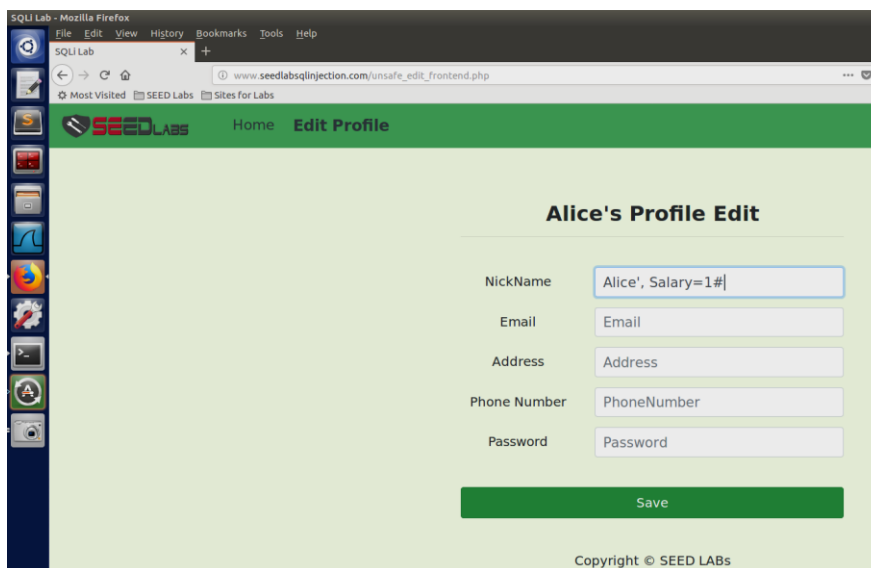 SQLi Lab - Mozilla Firefox
File Edit View History Bookmarks Tools Help
SQLi Lab × +
www.seedlabsqlinjection.com/unsafe_edit_frontend.php
Most Visited SEED Labs Sites for Labs
SEEDLABS Home Edit Profile
Alice's Profile Edit
NickName Alice', Salary=1#
Email Email
Address Address
Phone Number PhoneNumber
Password Password
Save
Copyright © SEED LABs